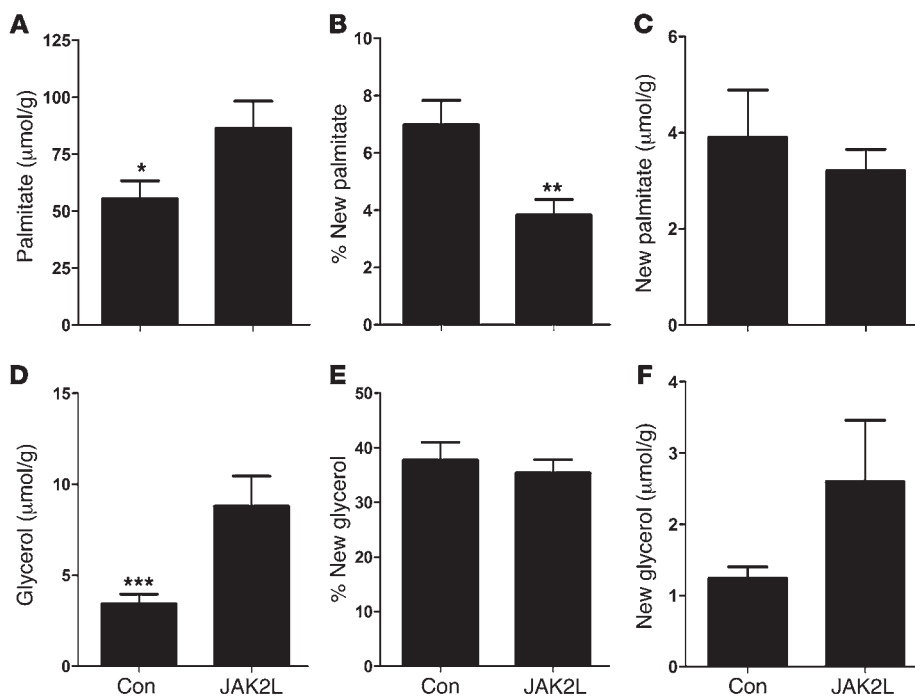 A
Palmitate (μmol/g)
125
100
75
50
25
0
*
B
% New palmitate
10
8
6
4
2
0
**
C
New palmitate (μmol/g)
6
4
2
0
D
Glycerol (μmol/g)
15
10
5
0
***
Con
JAK2L
E
% New glycerol
50
40
30
20
10
0
Con
JAK2L
F
New glycerol (μmol/g)
4
3
2
1
0
Con
JAK2L